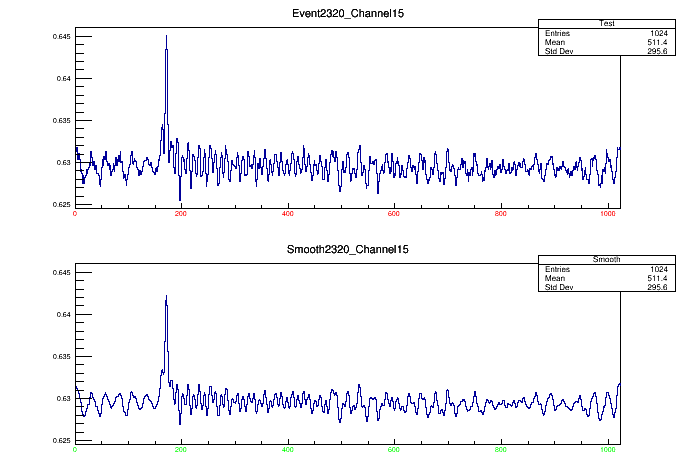 Event2320_Channel15
Test
Entries 1024
Mean 511.4
Std Dev 295.6
0.645
0.64
0.635
0.63
0.625
0 200 400 600 800 1000
Smooth2320_Channel15
Smooth
Entries 1024
Mean 511.4
Std Dev 295.6
0.645
0.64
0.635
0.63
0.625
0 200 400 600 800 1000